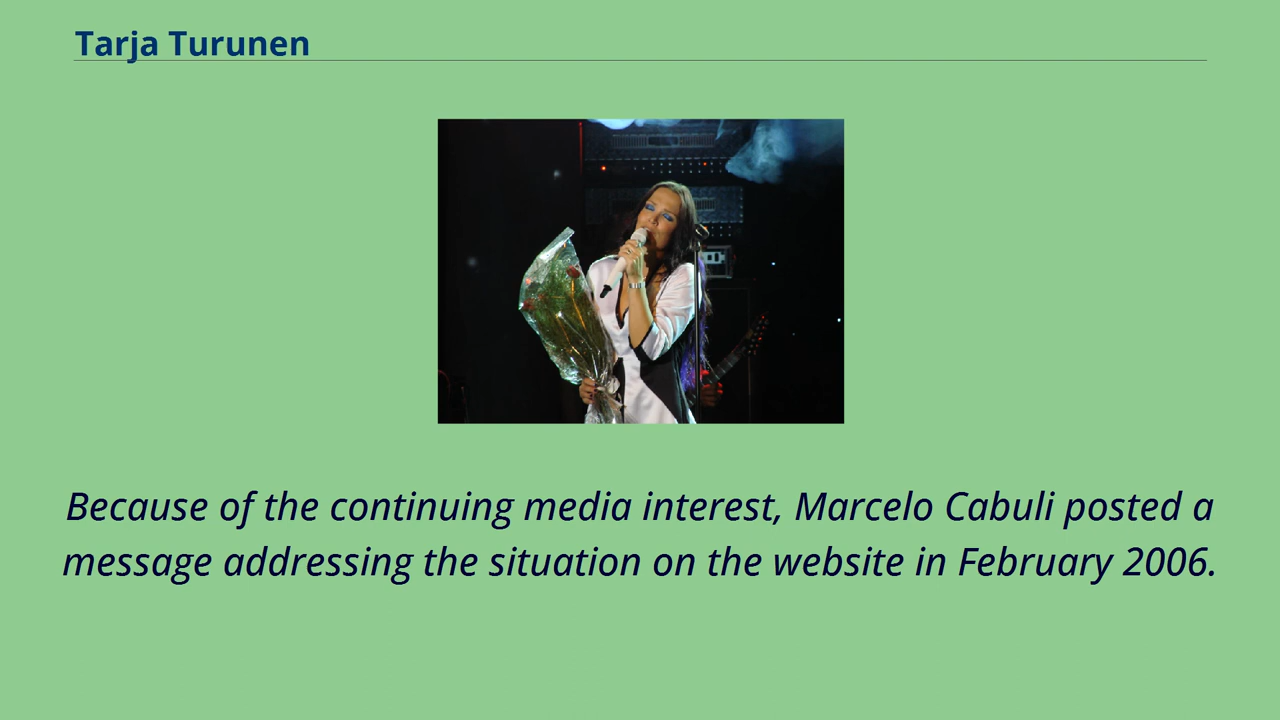 Tarja Turunen
Because of the continuing media interest, Marcelo Cabuli posted a
message addressing the situation on the website in February 2006.